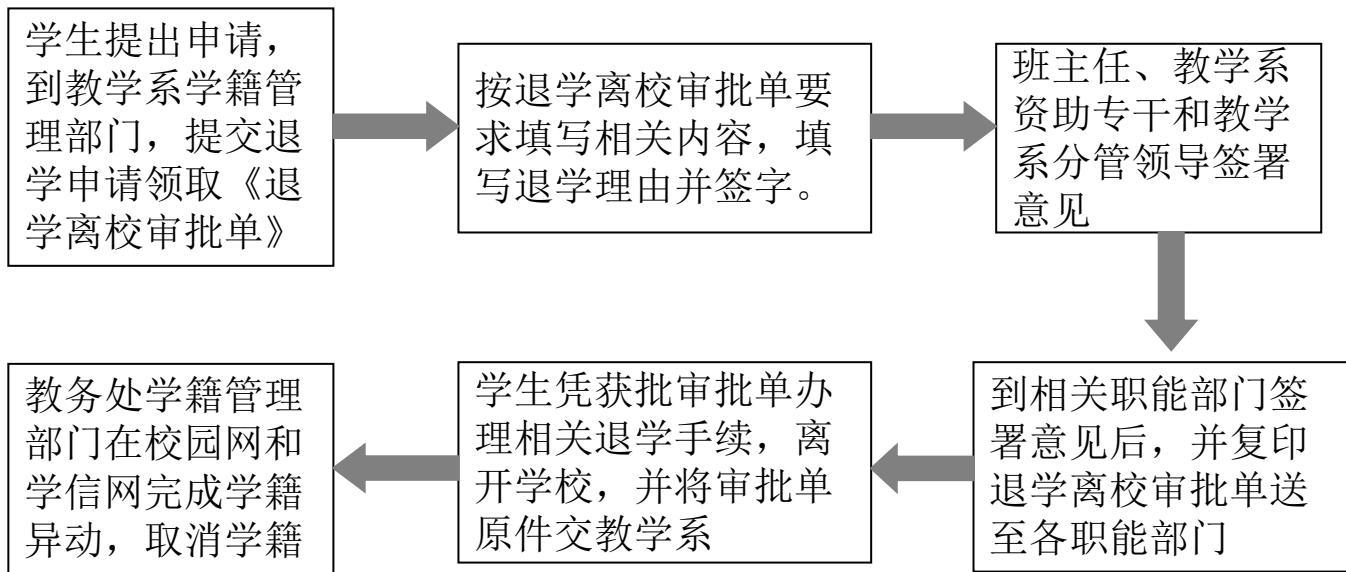 学生提出申请，
到教学系学籍管
理部门，提交退
学申请领取《退
学离校审批单》
按退学离校审批单要
求填写相关内容，填
写退学理由并签字。
班主任、教学系
资助专干和教学
系分管领导签署
意见
到相关职能部门签
署意见后，并复印
退学离校审批单送
至各职能部门
学生凭获批审批单办
理相关退学手续，离
开学校，并将审批单
原件交教学系
教务处学籍管理
部门在校园网和
学信网完成学籍
异动，取消学籍